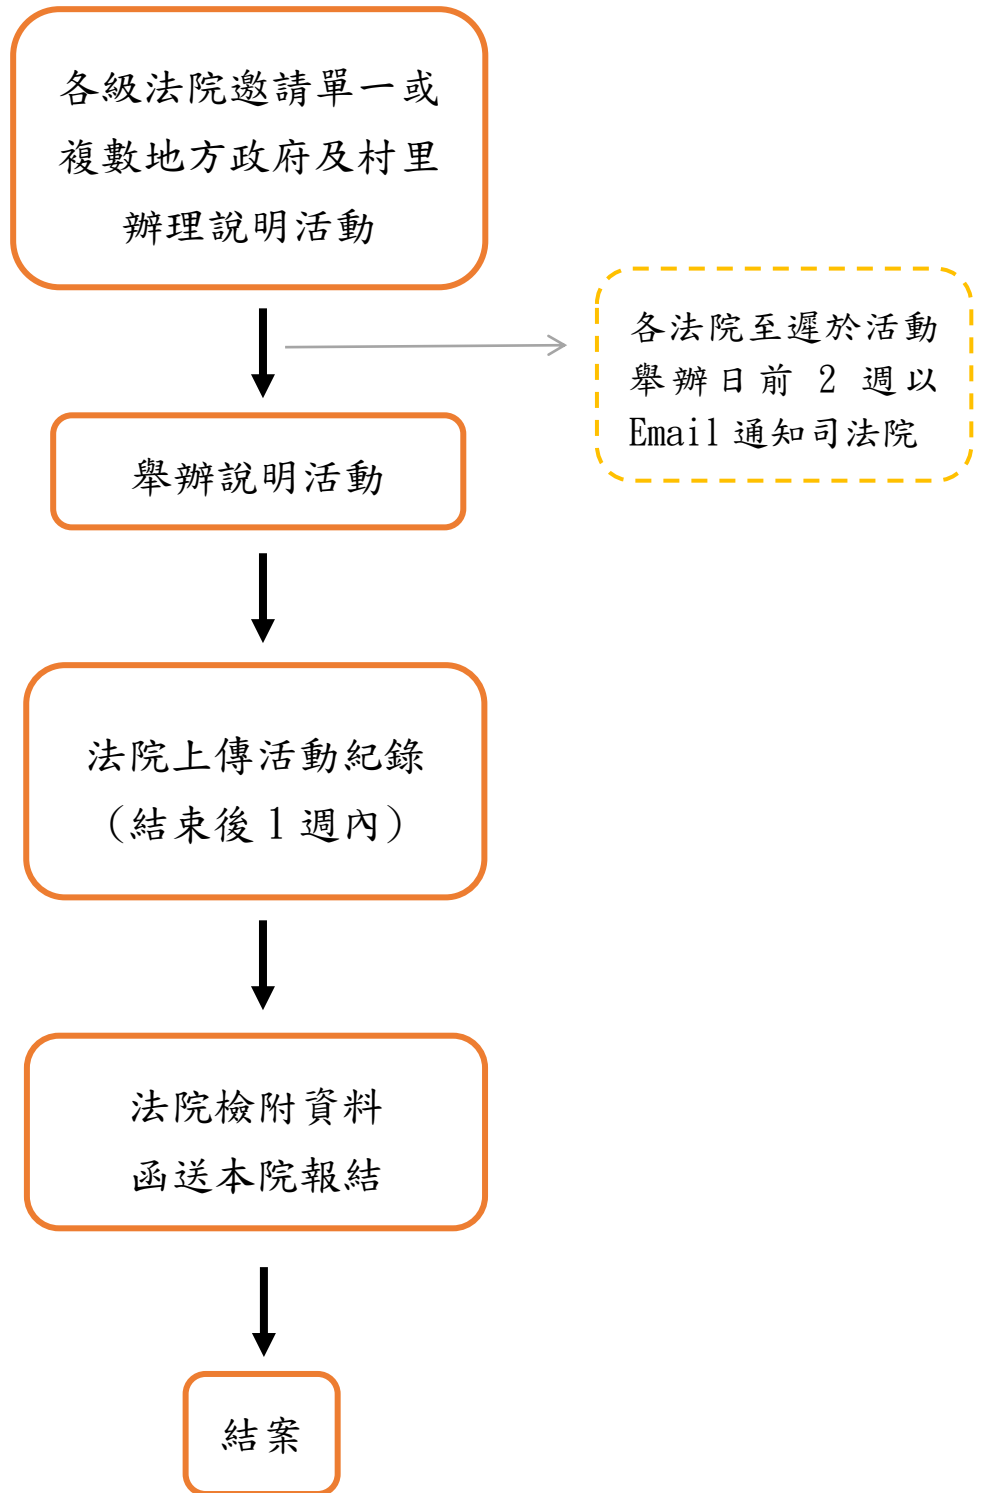 各級法院邀請單一或
複數地方政府及村里
辦理說明活動
各法院至遲於活動
舉辦日前 2 週以
Email 通知司法院
舉辦說明活動
法院上傳活動紀錄
（結束後 1 週內）
法院檢附資料
函送本院報結
結案